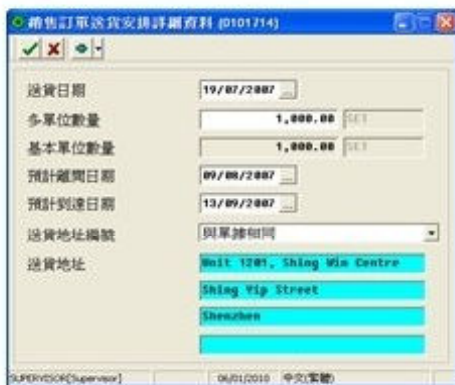 銷售訂單送貨安排詳細資料 (0101714)
送貨日期 19/07/2007 ...
多單位數量 1,000.00 SET
基本單位數量 1,000.00 SET
預計離開日期 09/08/2007 ...
預計到達日期 13/09/2007 ...
送貨地址編號 與單據相同
送貨地址 Unit 1201, Shing Win Centre
Shing Yip Street
Shenzhen
SUPERVISOR[Supervisor] 06/01/2010 中文(繁體)